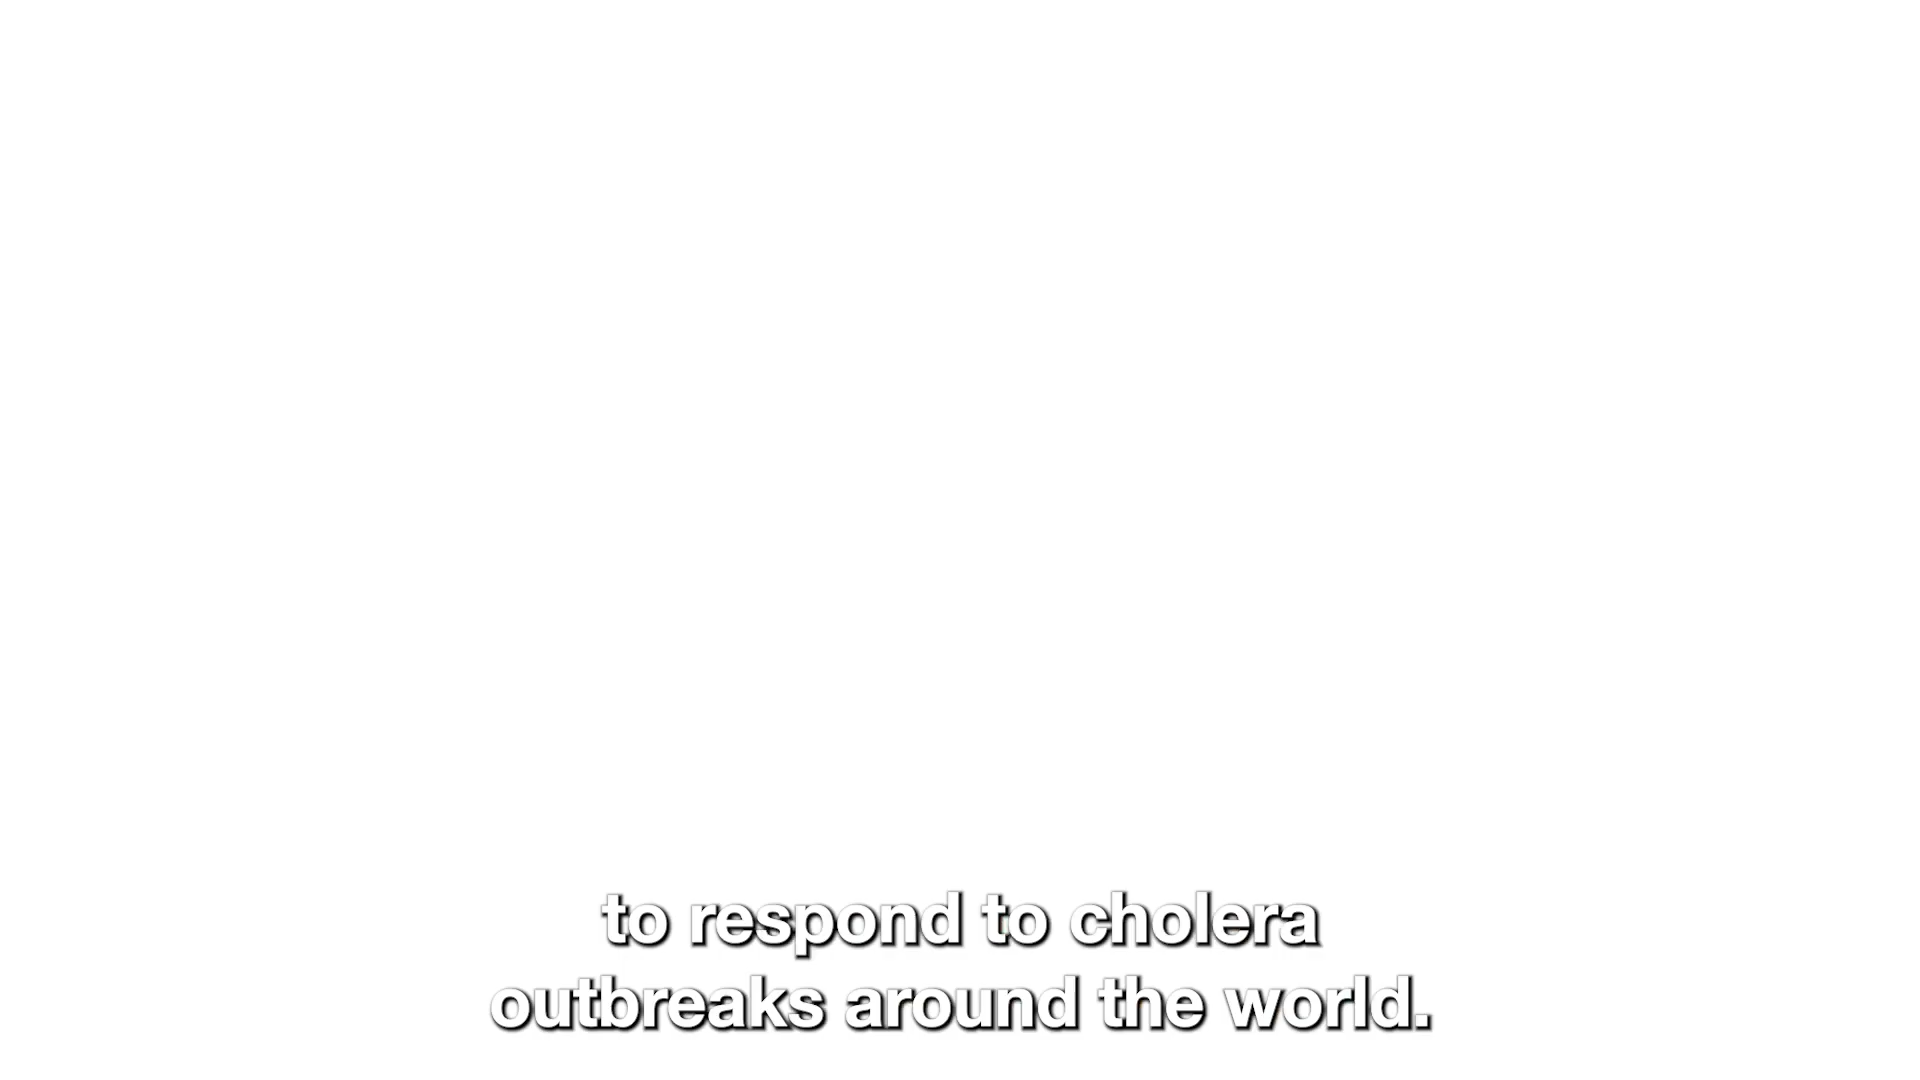 to respond to cholera
outbreaks around the world.